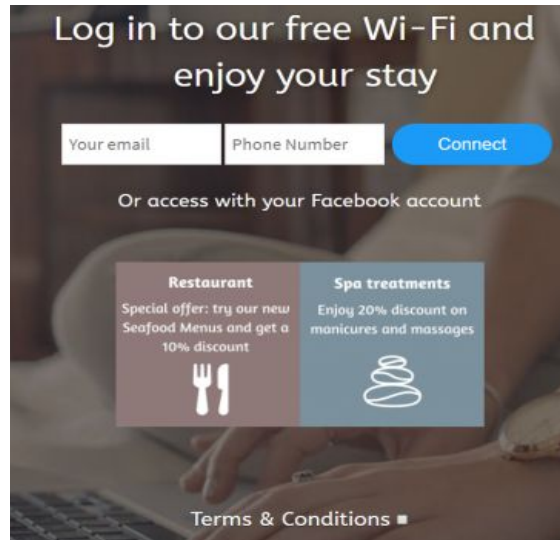 Log in to our free Wi-Fi and
enjoy your stay
Your email
Phone Number
Connect
Or access with your Facebook account
Restaurant
Special offer: try our new
Seafood Menus and get a
10% discount
Spa treatments
Enjoy 20% discount on
manicures and massages
Terms & Conditions